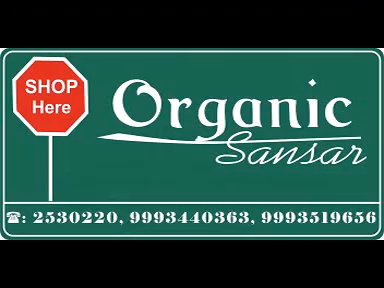 SHOP
Here
Organic
Sansar
☎: 2530220, 9993440363, 9993519656